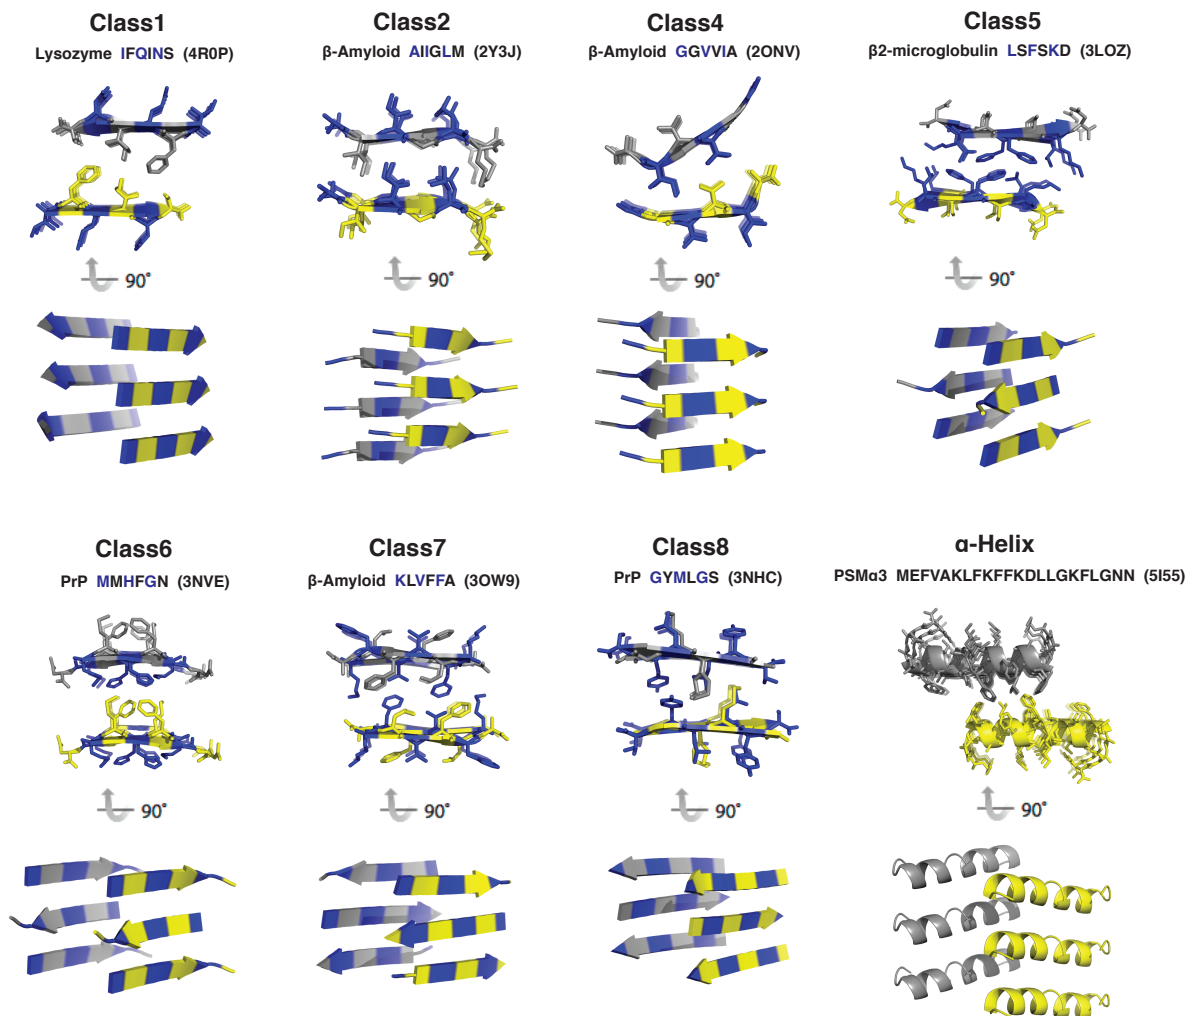 Class1
Lysozyme IFQINS (4R0P)
90°
Class2
β-Amyloid AIIGLM (2Y3J)
90°
Class4
β-Amyloid GGVVIA (2ONV)
90°
Class5
β2-microglobulin LSFSKD (3LOZ)
90°
Class6
PrP MMHFGN (3NVE)
90°
Class7
β-Amyloid KLVFFA (3OW9)
90°
Class8
PrP GYMLGS (3NHC)
90°
α-Helix
PSMα3 MEFVAKLFKFFKDLLGKFLGNN (5I55)
90°